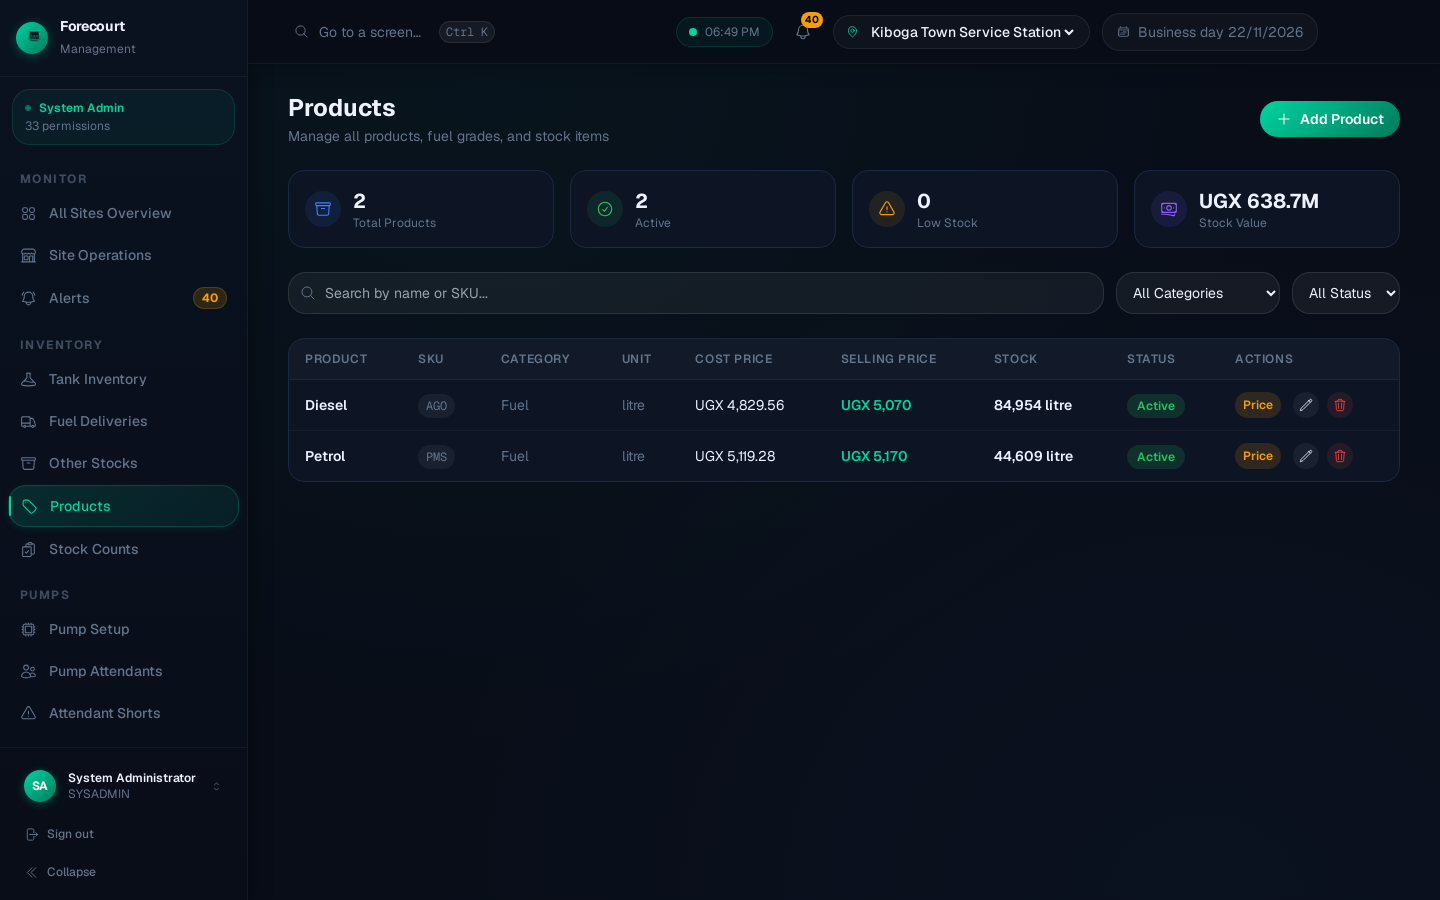 Forecourt
Management
System Admin
33 permissions
MONITOR
All Sites Overview
Site Operations
Alerts 40
INVENTORY
Tank Inventory
Fuel Deliveries
Other Stocks
Products
Stock Counts
PUMPS
Pump Setup
Pump Attendants
Attendant Shorts
SA System Administrator
SYSADMIN
Sign out
Collapse
Go to a screen... Ctrl K
06:49 PM
40
Kiboga Town Service Station
Business day 22/11/2026
Products
Manage all products, fuel grades, and stock items
Add Product
2
Total Products
2
Active
0
Low Stock
UGX 638.7M
Stock Value
Search by name or SKU...
All Categories
All Status
PRODUCT SKU CATEGORY UNIT COST PRICE SELLING PRICE STOCK STATUS ACTIONS
Diesel AGO Fuel litre UGX 4,829.56 UGX 5,070 84,954 litre Active Price
Petrol PMS Fuel litre UGX 5,119.28 UGX 5,170 44,609 litre Active Price